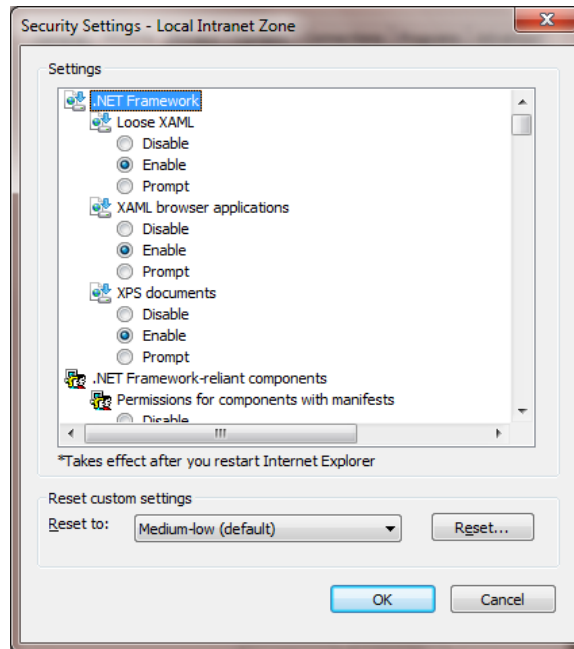 Security Settings - Local Intranet Zone
Settings
.NET Framework
Loose XAML
Disable
Enable
Prompt
XAML browser applications
Disable
Enable
Prompt
XPS documents
Disable
Enable
Prompt
.NET Framework-reliant components
Permissions for components with manifests
Disable
*Takes effect after you restart Internet Explorer
Reset custom settings
Reset to: Medium-low (default) Reset...
OK Cancel